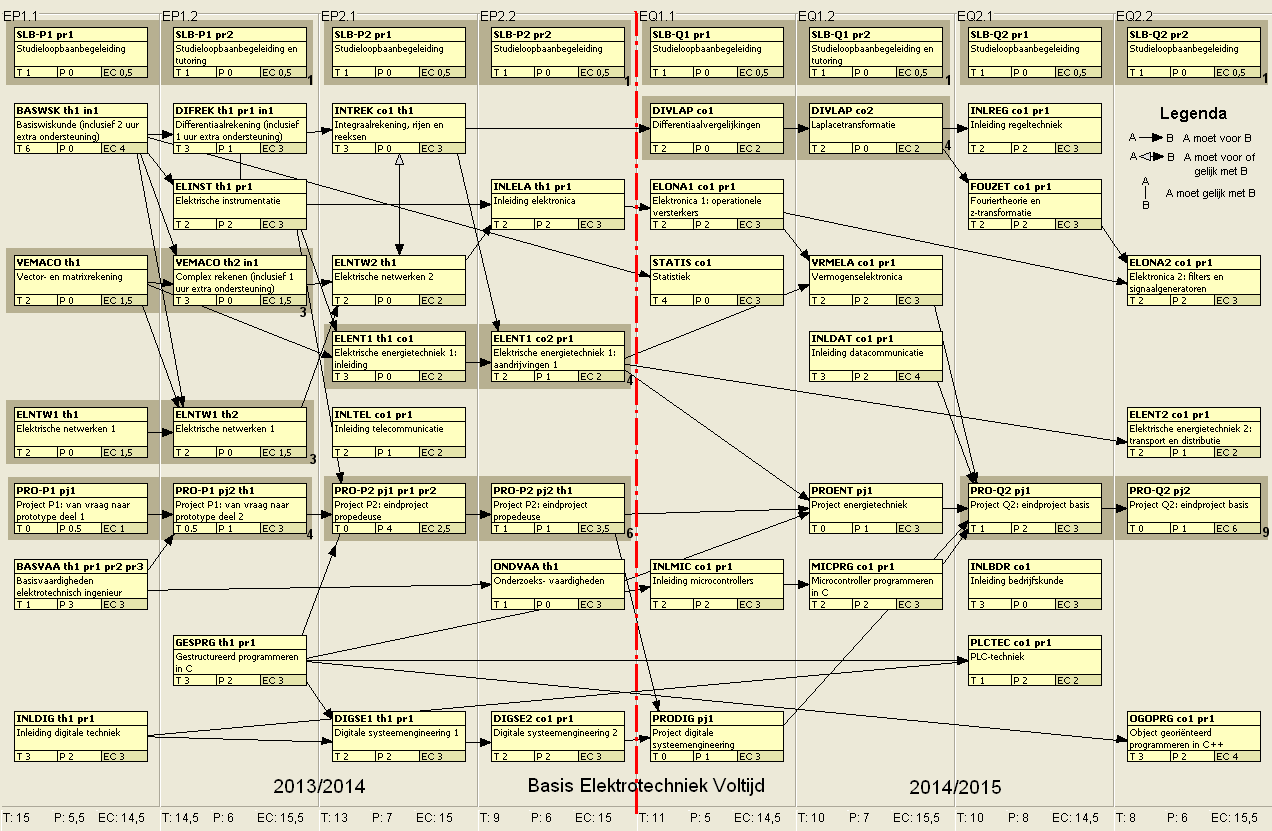 EP1.1 EP1.2 EP2.1 EP2.2 EQ1.1 EQ1.2 EQ2.1 EQ2.2
SLB-P1 pr1
Studieloopbaanbegeleiding
T 1 P 0 EC 0,5
SLB-P1 pr2
Studieloopbaanbegeleiding en
tutoring
T 1 P 0 EC 0,5
1
SLB-P2 pr1
Studieloopbaanbegeleiding
T 1 P 0 EC 0,5
SLB-P2 pr2
Studieloopbaanbegeleiding
T 1 P 0 EC 0,5
1
SLB-Q1 pr1
Studieloopbaanbegeleiding
T 1 P 0 EC 0,5
SLB-Q1 pr2
Studieloopbaanbegeleiding en
tutoring
T 1 P 0 EC 0,5
1
SLB-Q2 pr1
Studieloopbaanbegeleiding
T 1 P 0 EC 0,5
SLB-Q2 pr2
Studieloopbaanbegeleiding
T 1 P 0 EC 0,5
1
BASWSK th1 in1
Basiswiskunde (inclusief 2 uur
extra ondersteuning)
T 6 P 0 EC 4
DIFREK th1 pr1 in1
Differentiaalrekening (inclusief
1 uur extra ondersteuning)
T 3 P 1 EC 3
INTREK co1 th1
Integraalrekening, rijen en
reeksen
T 3 P 0 EC 3
DIVLAP co1
Differentiaalvergelijkingen
T 2 P 0 EC 2
DIVLAP co2
Laplacetransformatie
T 2 P 0 EC 2
4
INLREG co1 pr1
Inleiding regeltechniek
T 2 P 2 EC 3
Legenda
A B A moet voor B
A B A moet voor of
gelijk met B
A
A moet gelijk met B
B
ELINST th1 pr1
Elektrische instrumentatie
T 2 P 2 EC 3
INLELA th1 pr1
Inleiding elektronica
T 2 P 2 EC 3
ELONA1 co1 pr1
Elektronica 1: operationele
versterkers
T 2 P 2 EC 3
FOUZET co1 pr1
Fouriertheorie en
z-transformatie
T 2 P 2 EC 3
VEMACO th1
Vector- en matrixrekening
T 2 P 0 EC 1,5
VEMACO th2 in1
Complex rekenen (inclusief 1
uur extra ondersteuning)
T 3 P 0 EC 1,5
3
ELNTW2 th1
Elektrische netwerken 2
T 2 P 0 EC 2
STATIS co1
Statistiek
T 4 P 0 EC 3
VRMELA co1 pr1
Vermogenselektronica
T 2 P 2 EC 3
ELONA2 co1 pr1
Elektronica 2: filters en
signaalgeneratoren
T 2 P 2 EC 3
ELENT1 th1 co1
Elektrische energietechniek 1:
inleiding
T 3 P 0 EC 2
ELENT1 co2 pr1
Elektrische energietechniek 1:
aandrijvingen 1
T 2 P 1 EC 2
4
INLDAT co1 pr1
Inleiding datacommunicatie
T 3 P 2 EC 4
ELNTW1 th1
Elektrische netwerken 1
T 2 P 0 EC 1,5
ELNTW1 th2
Elektrische netwerken 1
T 2 P 0 EC 1,5
3
INLTEL co1 pr1
Inleiding telecommunicatie
T 2 P 1 EC 2
ELENT2 co1 pr1
Elektrische energietechniek 2:
transport en distributie
T 2 P 1 EC 2
PRO-P1 pj1
Project P1: van vraag naar
prototype deel 1
T 0 P 0.5 EC 1
PRO-P1 pj2 th1
Project P1: van vraag naar
prototype deel 2
T 0.5 P 1 EC 3
4
PRO-P2 pj1 pr1 pr2
Project P2: eindproject
propedeuse
T 0 P 4 EC 2,5
PRO-P2 pj2 th1
Project P2: eindproject
propedeuse
T 1 P 1 EC 3,5
6
PROENT pj1
Project energietechniek
T 0 P 1 EC 3
PRO-Q2 pj1
Project Q2: eindproject basis
T 1 P 2 EC 3
PRO-Q2 pj2
Project Q2: eindproject basis
T 0 P 1 EC 6
9
BASVAA th1 pr1 pr2 pr3
Basisvaardigheden
elektrotechnisch ingenieur
T 1 P 3 EC 3
ONDVAA th1
Onderzoeks- vaardigheden
T 1 P 0 EC 3
INLMIC co1 pr1
Inleiding microcontrollers
T 2 P 2 EC 3
MICPRG co1 pr1
Microcontroller programmeren
in C
T 2 P 2 EC 3
INLBDR co1
Inleiding bedrijfskunde
T 3 P 0 EC 3
GESPRG th1 pr1
Gestructureerd programmeren
in C
T 3 P 2 EC 3
PLCTEC co1 pr1
PLC-techniek
T 1 P 2 EC 2
INLDIG th1 pr1
Inleiding digitale techniek
T 3 P 2 EC 3
DIGSE1 th1 pr1
Digitale systeemengineering 1
T 2 P 2 EC 3
DIGSE2 co1 pr1
Digitale systeemengineering 2
T 2 P 2 EC 3
PRODIG pj1
Project digitale
systeemengineering
T 0 P 1 EC 3
OGOPRG co1 pr1
Object georiënteerd
programmeren in C++
T 3 P 2 EC 4
2013/2014 Basis Elektrotechniek Voltijd 2014/2015
T: 15 P: 5,5 EC: 14,5 T: 14,5 P: 6 EC: 15,5 T: 13 P: 7 EC: 15,5 T: 9 P: 6 EC: 15 T: 11 P: 5 EC: 14,5 T: 10 P: 7 EC: 15,5 T: 10 P: 8 EC: 14,5 T: 8 P: 6 EC: 15,5